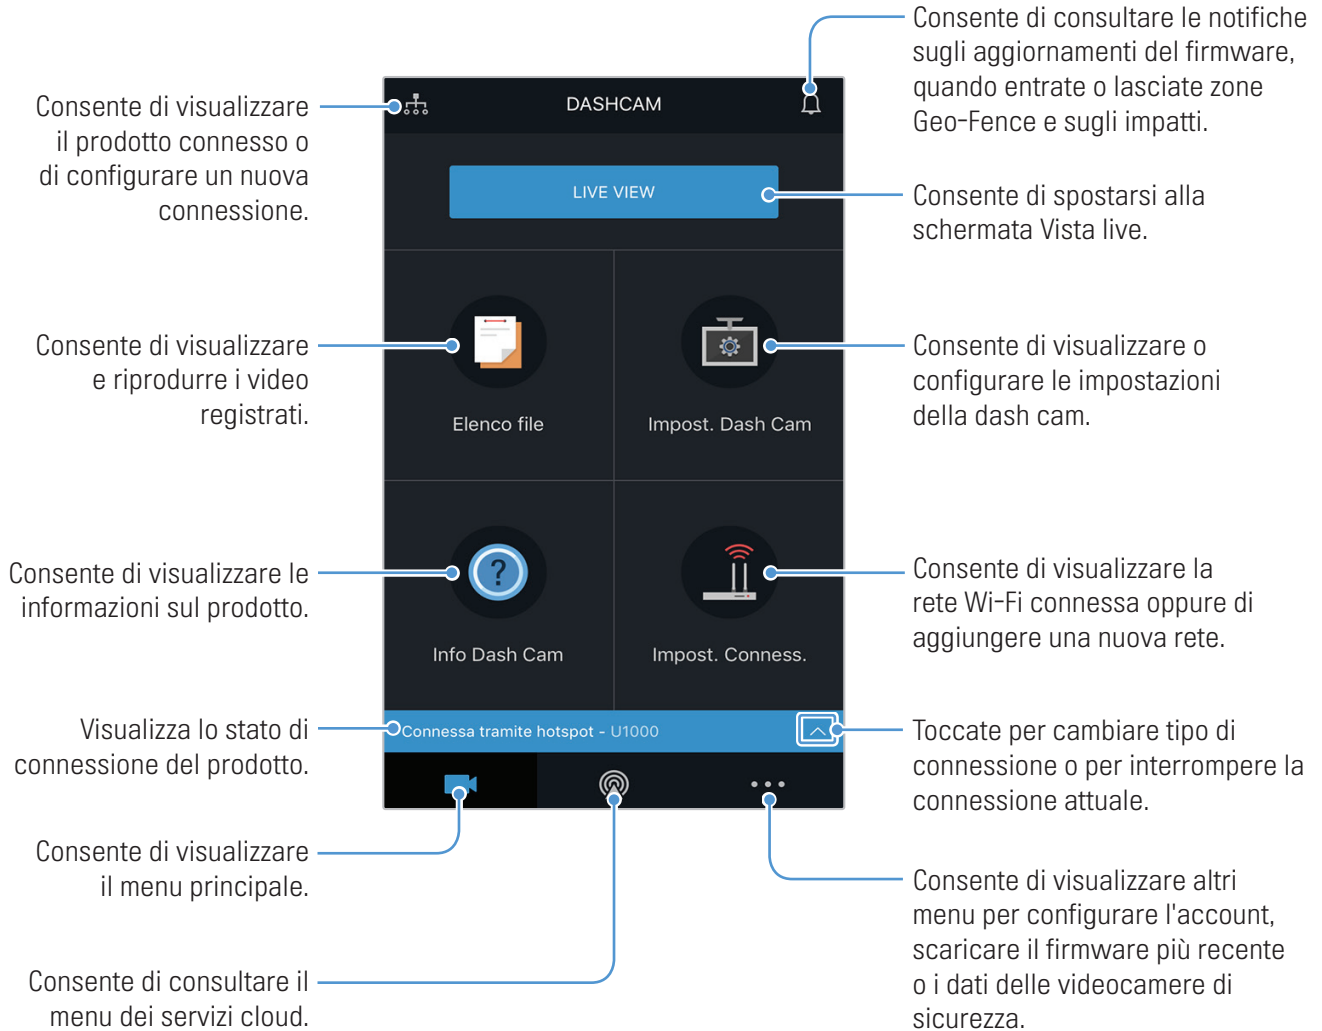 Consente di consultare le notifiche
sugli aggiornamenti del firmware,
quando entrate o lasciate zone
Geo-Fence e sugli impatti.
Consente di visualizzare
il prodotto connesso o
di configurare un nuova
connessione.
DASHCAM
LIVE VIEW
Consente di spostarsi alla
schermata Vista live.
Consente di visualizzare
e riprodurre i video
registrati.
Elenco file
Impost. Dash Cam
Consente di visualizzare o
configurare le impostazioni
della dash cam.
Consente di visualizzare le
informazioni sul prodotto.
?
Info Dash Cam
Impost. Conness.
Consente di visualizzare la
rete Wi-Fi connessa oppure di
aggiungere una nuova rete.
Visualizza lo stato di
connessione del prodotto.
Connessa tramite hotspot - U1000
Toccate per cambiare tipo di
connessione o per interrompere la
connessione attuale.
Consente di visualizzare
il menu principale.
Consente di consultare il
menu dei servizi cloud.
Consente di visualizzare altri
menu per configurare l'account,
scaricare il firmware più recente
o i dati delle videocamere di
sicurezza.